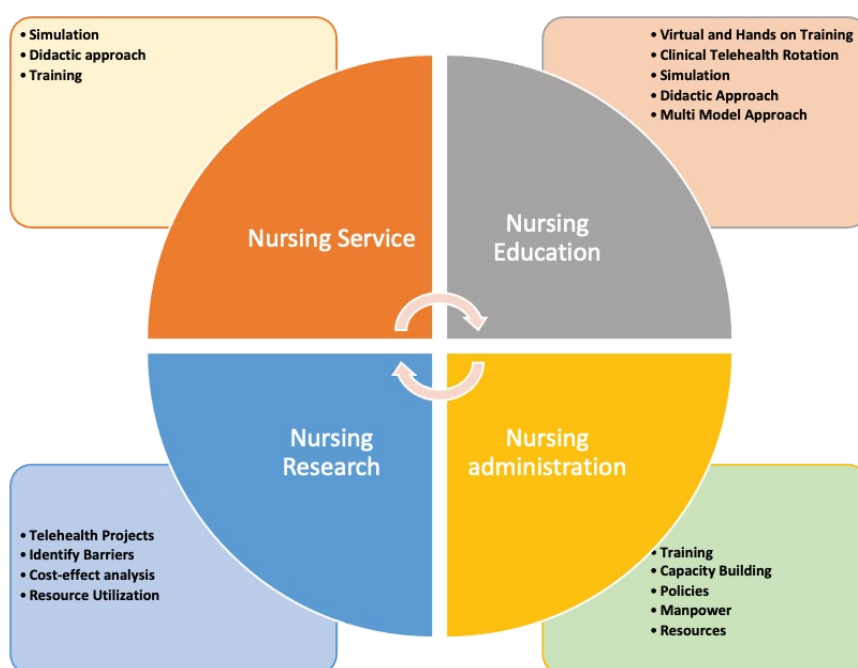 • Simulation
• Didactic approach
• Training
• Virtual and Hands on Training
• Clinical Telehealth Rotation
• Simulation
• Didactic Approach
• Multi Model Approach
Nursing Service
Nursing
Education
Nursing
Research
Nursing
administration
• Telehealth Projects
• Identify Barriers
• Cost-effect analysis
• Resource Utilization
• Training
• Capacity Building
• Policies
• Manpower
• Resources